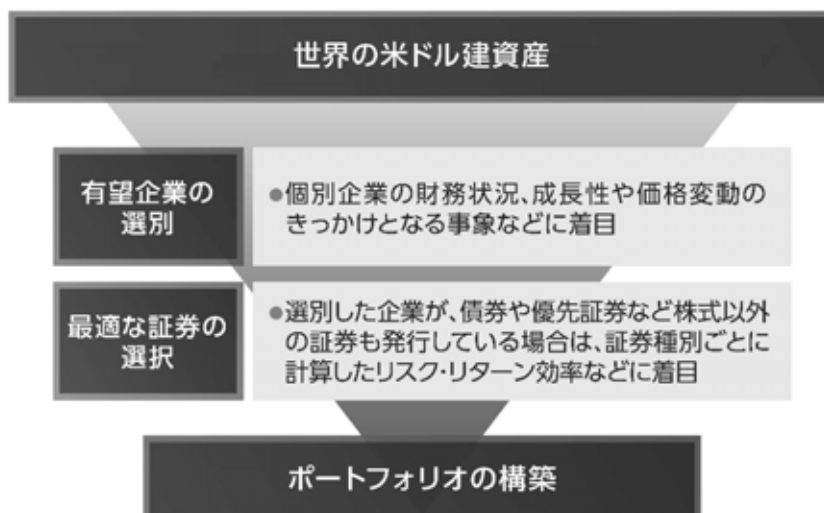 世界の米ドル建資産
有望企業の
選別
●個別企業の財務状況、成長性や価格変動の
きっかけとなる事象などに着目
最適な証券の
選択
●選別した企業が、債券や優先証券など株式以外
の証券も発行している場合は、証券種別ごとに
計算したリスク・リターン効率などに着目
ポートフォリオの構築